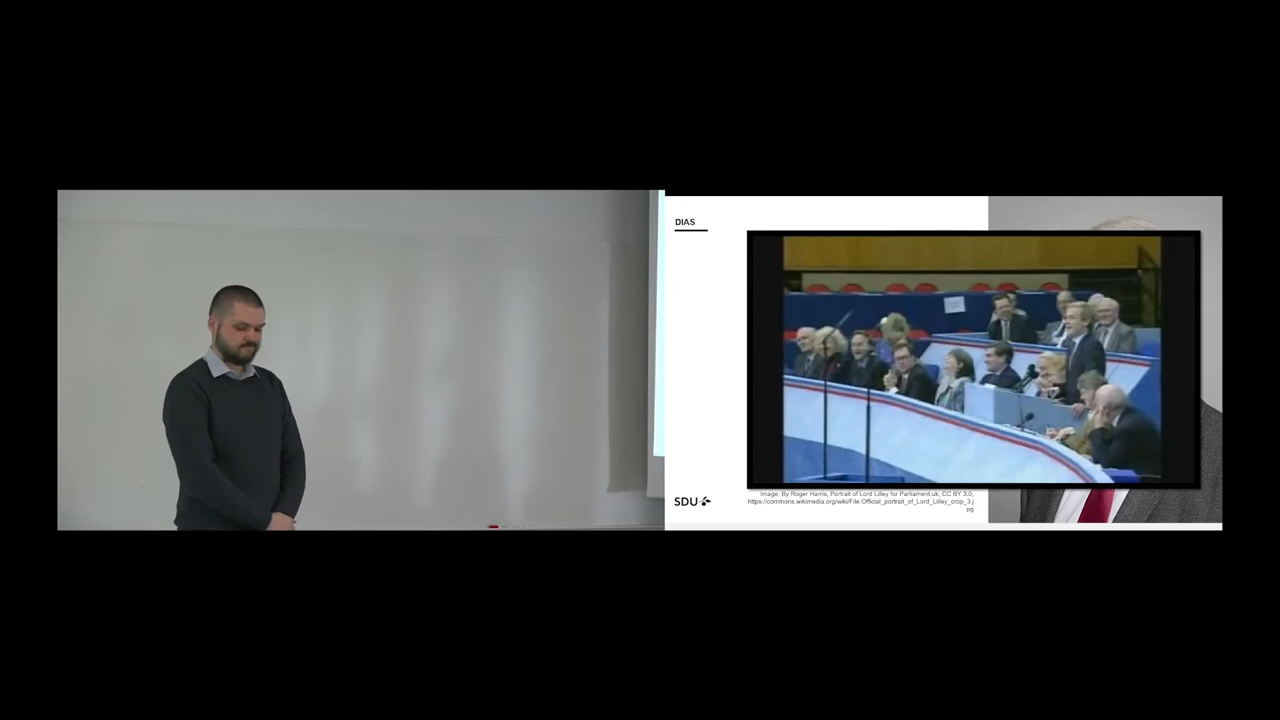 DIAS
Image: By Roger Harris, Portrait of Lord Lilley for Parliament.uk, CC BY 3.0,
https://commons.wikimedia.org/wiki/File:Official_portrait_of_Lord_Lilley_crop_3.j
pg
SDU